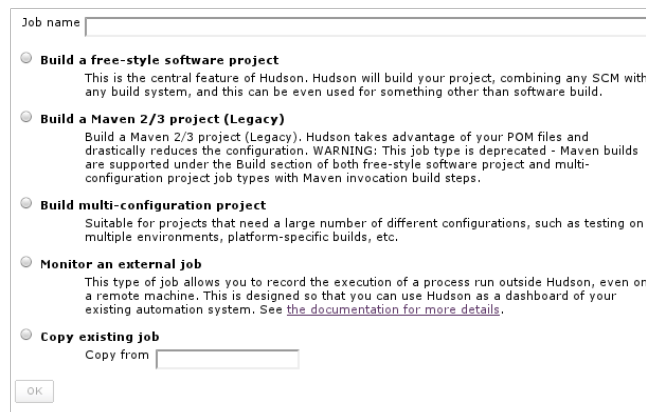 Job name
Build a free-style software project
This is the central feature of Hudson. Hudson will build your project, combining any SCM with
any build system, and this can be even used for something other than software build.
Build a Maven 2/3 project (Legacy)
Build a Maven 2/3 project (Legacy). Hudson takes advantage of your POM files and
drastically reduces the configuration. WARNING: This job type is deprecated - Maven builds
are supported under the Build section of both free-style software project and multi-
configuration project job types with Maven invocation build steps.
Build multi-configuration project
Suitable for projects that need a large number of different configurations, such as testing on
multiple environments, platform-specific builds, etc.
Monitor an external job
This type of job allows you to record the execution of a process run outside Hudson, even on
a remote machine. This is designed so that you can use Hudson as a dashboard of your
existing automation system. See the documentation for more details.
Copy existing job
Copy from
OK